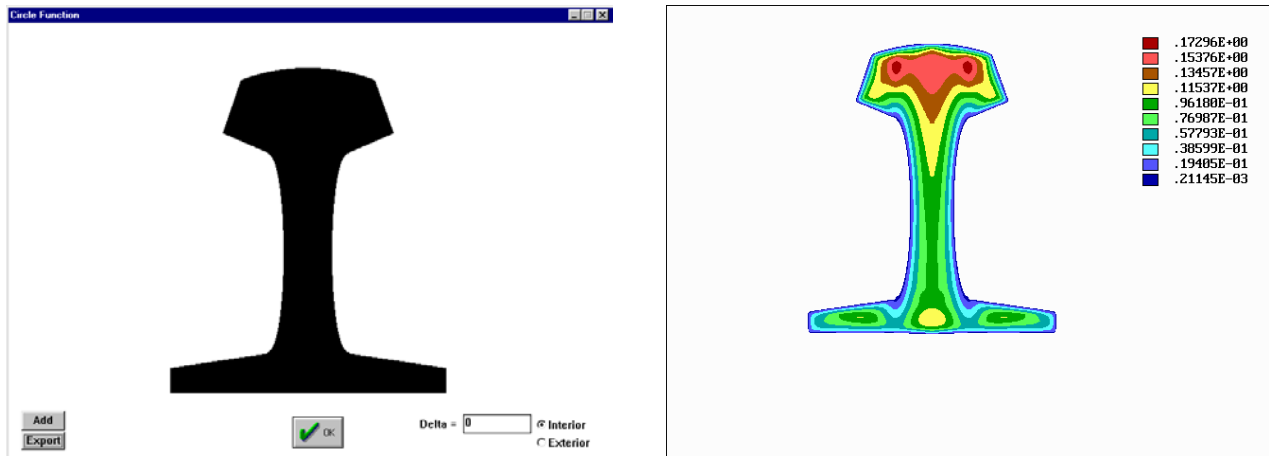 Circle Function
Add
Export
OK
Delta = 0
Interior
Exterior
.17296E+00
.15376E+00
.13457E+00
.11537E+00
.96180E-01
.76987E-01
.57793E-01
.38599E-01
.19405E-01
.21145E-03